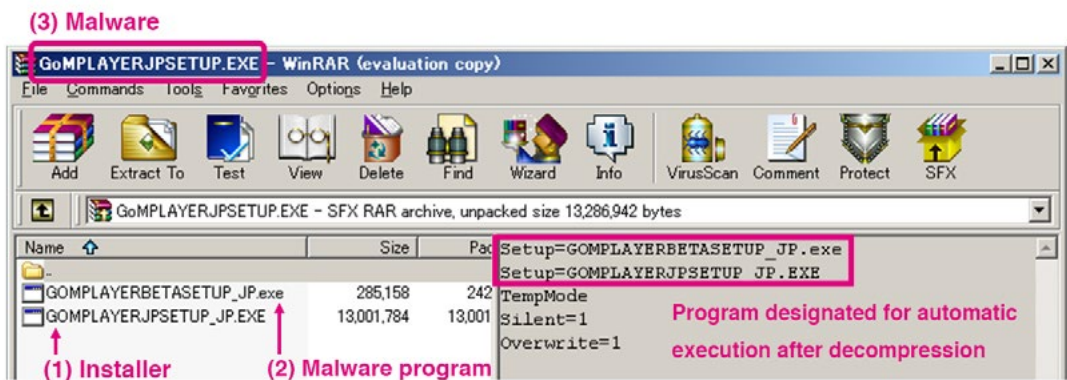 (3) Malware
GoMPLAYERJPSETUP.EXE - WinRAR (evaluation copy)
File Commands Tools Favorites Options Help
Add Extract To Test View Delete Find Wizard Info VirusScan Comment Protect SFX
GoMPLAYERJPSETUP.EXE - SFX RAR archive, unpacked size 13,286,942 bytes
Name Size Pac
..
GOMPLAYERBETASETUP_JP.exe 285,158 242
GOMPLAYERJPSETUP_JP.EXE 13,001,784 13,001
Setup=GOMPLAYERBETASETUP_JP.exe
Setup=GOMPLAYERJPSETUP_JP.EXE
TempMode
Silent=1
Overwrite=1
Program designated for automatic
execution after decompression
(1) Installer
(2) Malware program